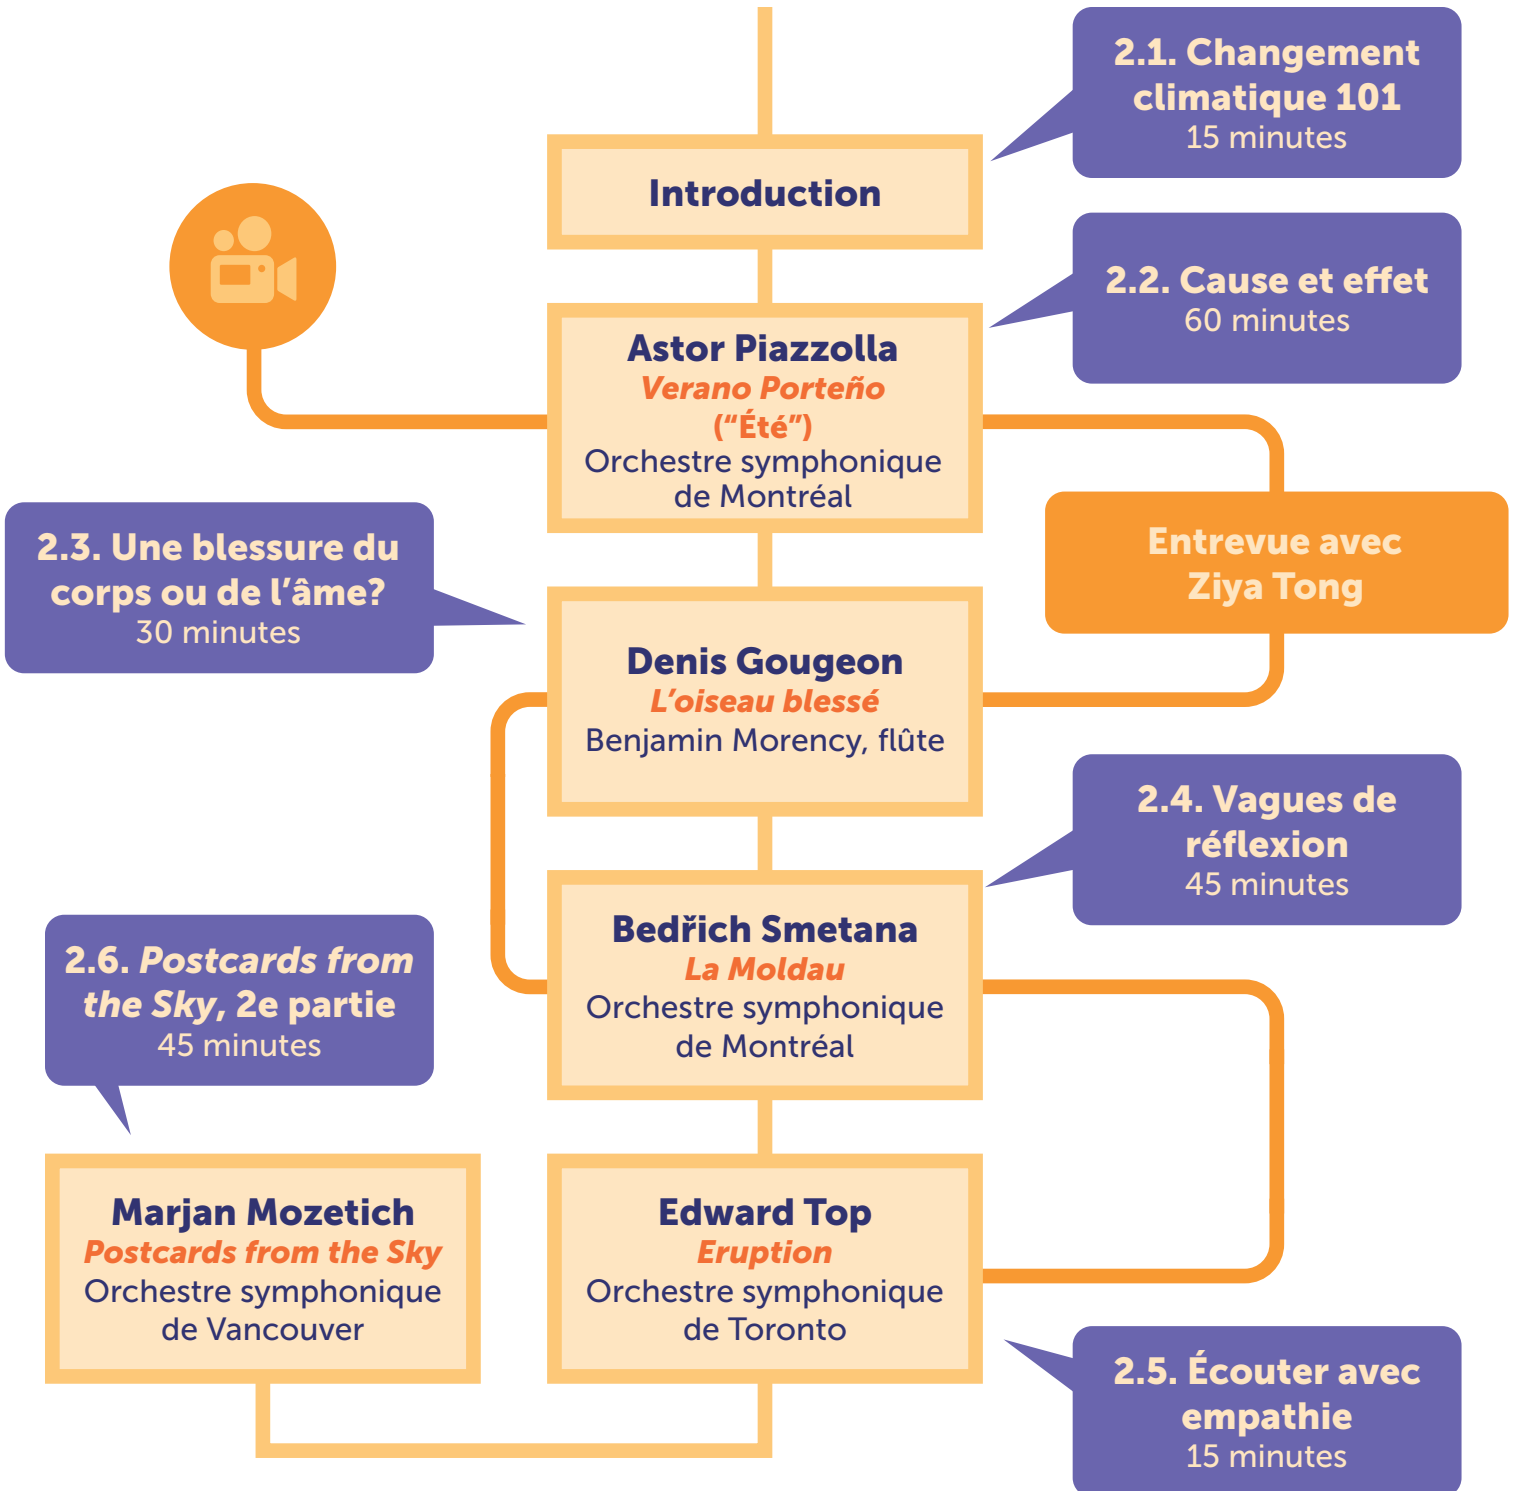 2.1. Changement
climatique 101
15 minutes
Introduction
2.2. Cause et effet
60 minutes
Astor Piazzolla
Verano Porteño
(“Été”)
Orchestre symphonique
de Montréal
Entrevue avec
Ziya Tong
2.3. Une blessure du
corps ou de l’âme?
30 minutes
Denis Gougeon
L’oiseau blessé
Benjamin Morency, flûte
2.4. Vagues de
réflexion
45 minutes
Bedřich Smetana
La Moldau
Orchestre symphonique
de Montréal
2.6. Postcards from
the Sky, 2e partie
45 minutes
Marjan Mozetich
Postcards from the Sky
Orchestre symphonique
de Vancouver
Edward Top
Eruption
Orchestre symphonique
de Toronto
2.5. Écouter avec
empathie
15 minutes